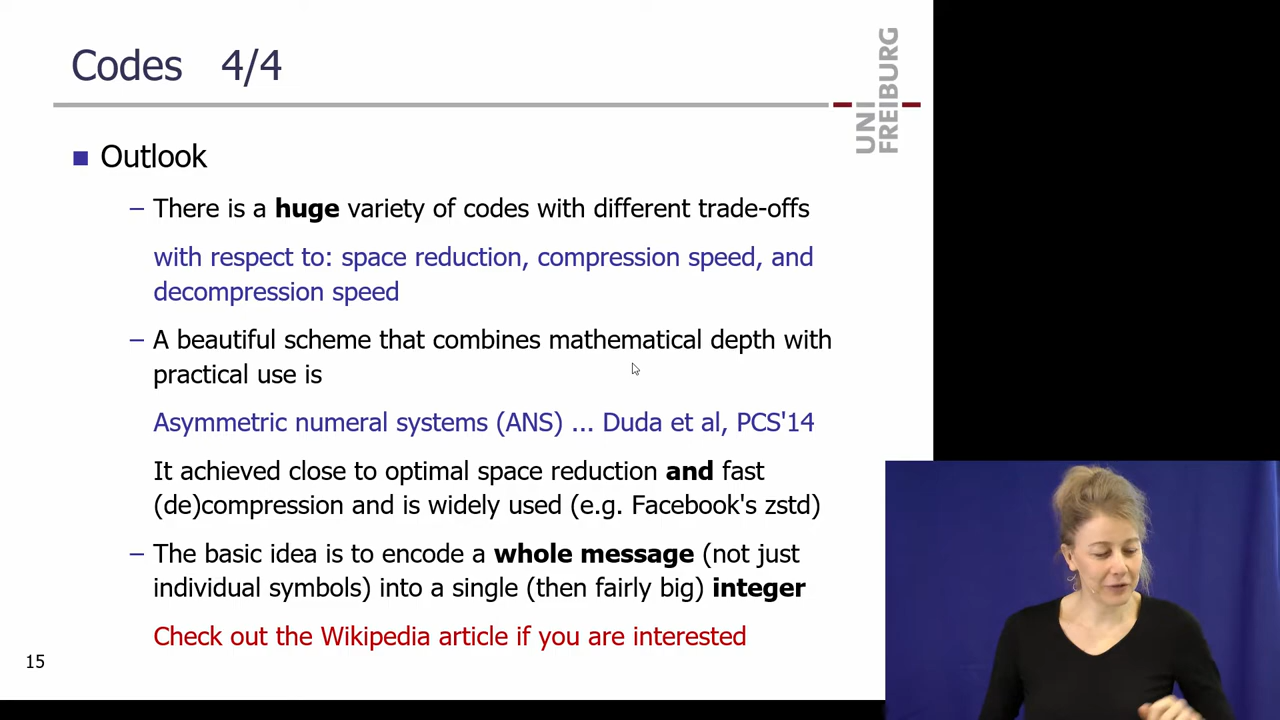 Codes 4/4
UNI
FREIBURG
Outlook
– There is a huge variety of codes with different trade-offs
with respect to: space reduction, compression speed, and
decompression speed
– A beautiful scheme that combines mathematical depth with
practical use is
Asymmetric numeral systems (ANS) ... Duda et al, PCS'14
It achieved close to optimal space reduction and fast
(de)compression and is widely used (e.g. Facebook's zstd)
– The basic idea is to encode a whole message (not just
individual symbols) into a single (then fairly big) integer
Check out the Wikipedia article if you are interested
15